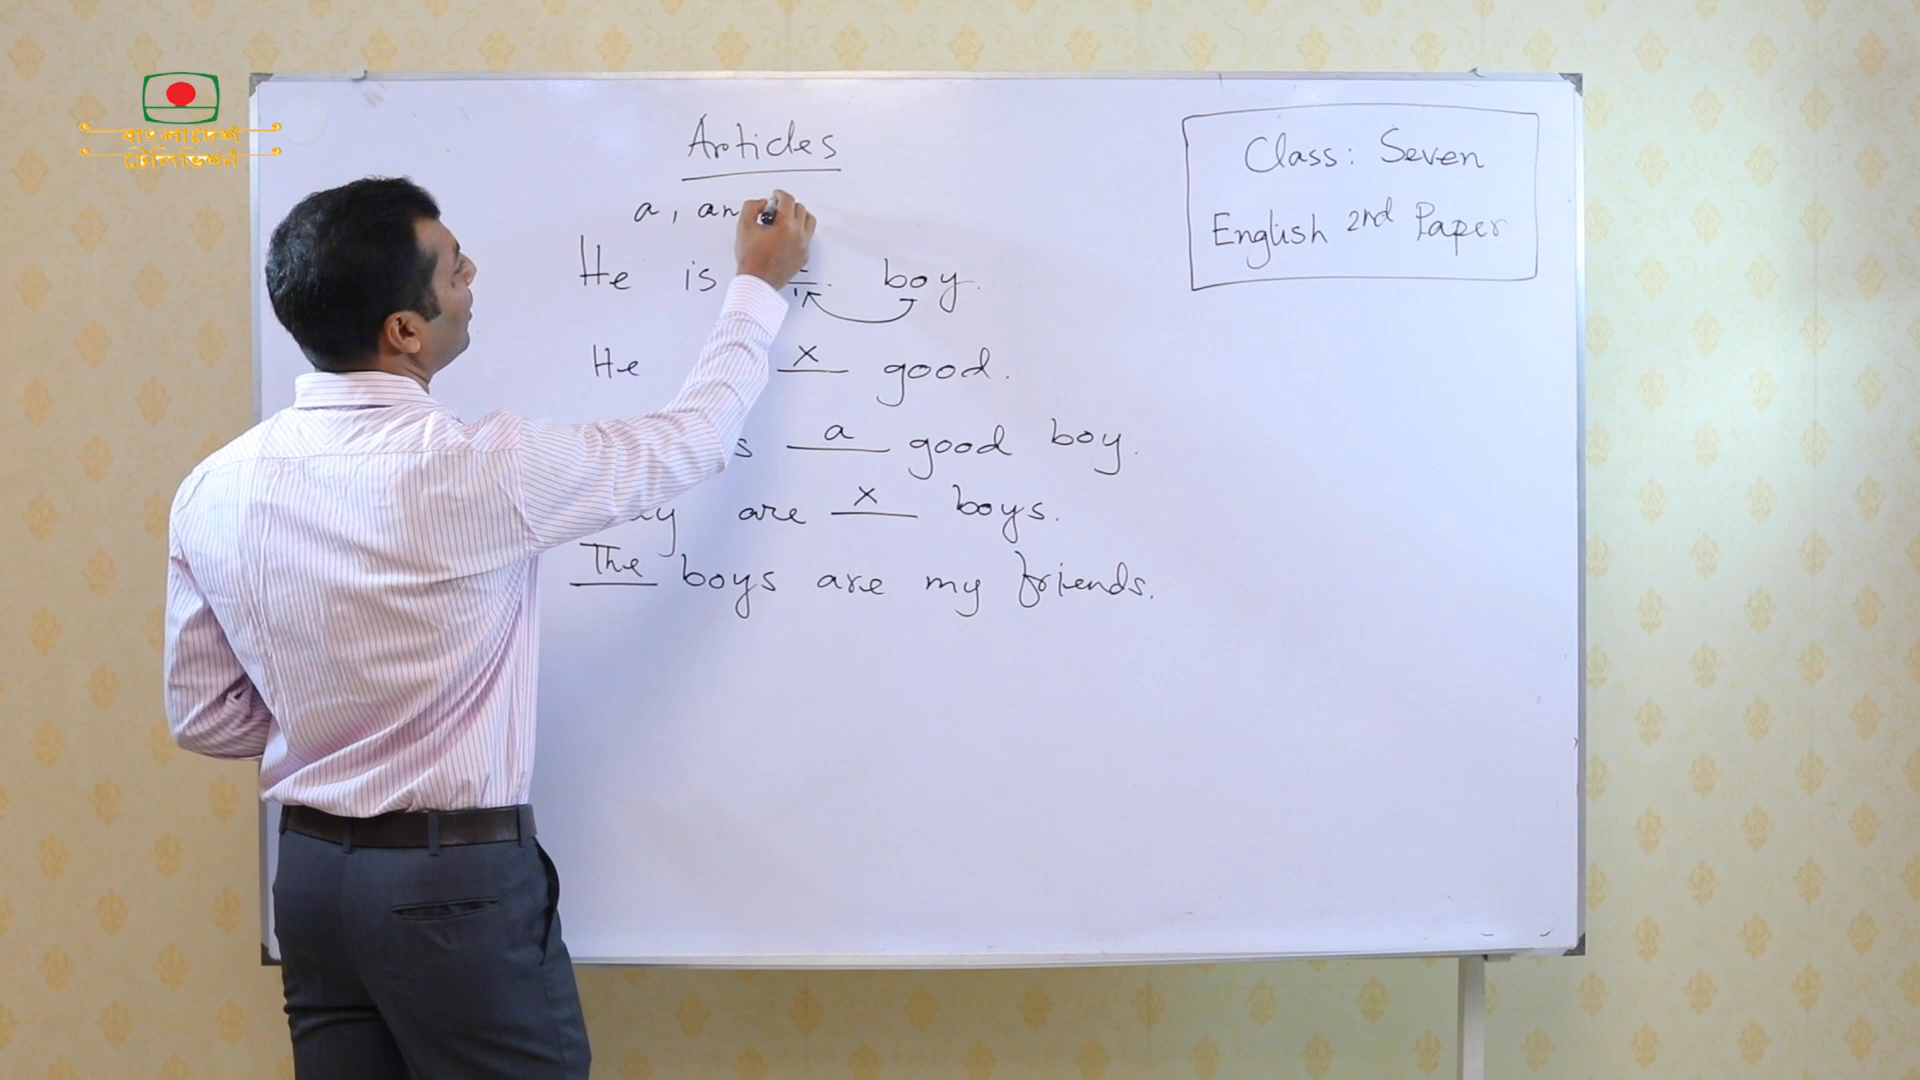 বাংলাদেশ
টেলিভিশন
Articles
a, an
He is boy.
He x good.
s a good boy.
are x boys.
The boys are my friends.
Class: Seven
English 2nd Paper